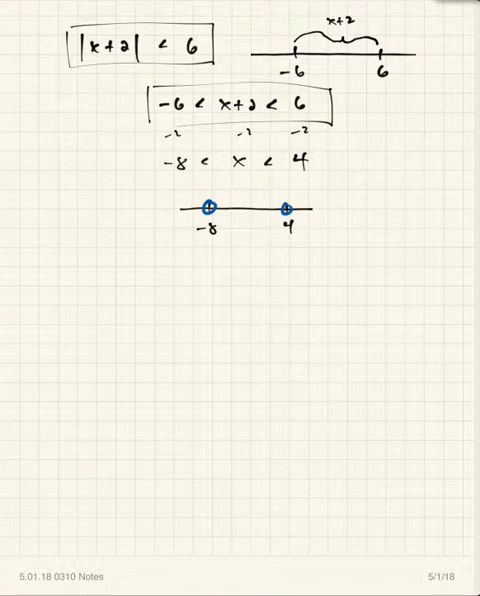 |x+2| < 6
x+2
-6 6
-6 < x+2 < 6
-2 -2 -2
-8 < x < 4
-8 4
5.01.18 0310 Notes 5/1/18